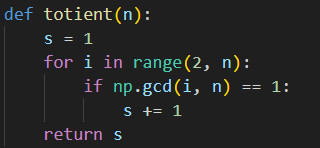 def totient(n):
    s = 1
    for i in range(2, n):
        if np.gcd(i, n) == 1:
            s += 1
    return s